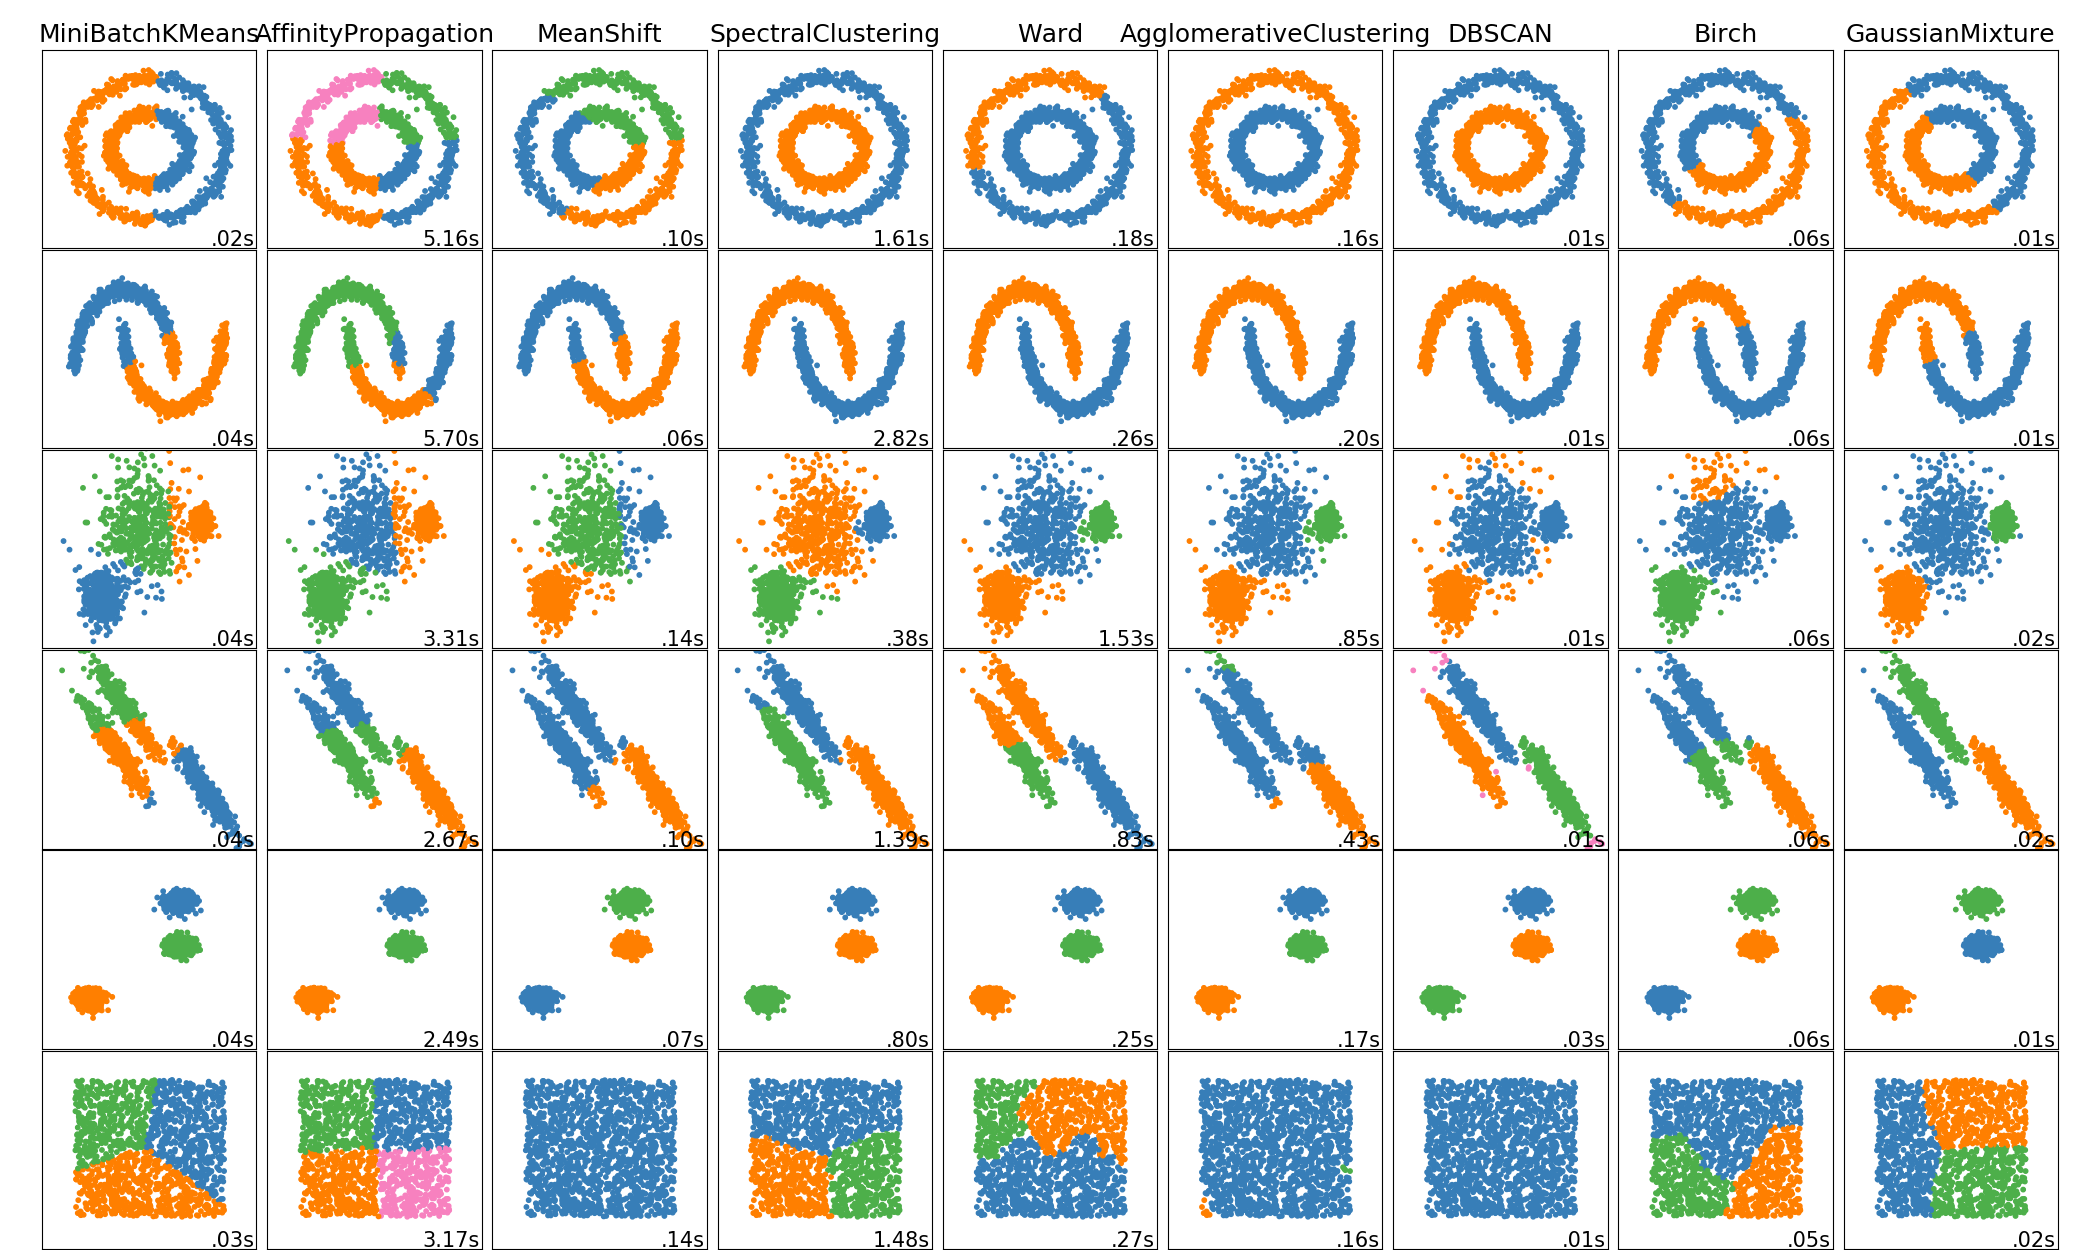 MiniBatchKMeans AffinityPropagation MeanShift SpectralClustering Ward AgglomerativeClustering DBSCAN Birch GaussianMixture
.02s 5.16s .10s 1.61s .18s .16s .01s .06s .01s
.04s 5.70s .06s 2.82s .26s .20s .01s .06s .01s
.04s 3.31s .14s .38s 1.53s .85s .01s .06s .02s
.04s 2.67s .10s 1.39s .83s .43s .01s .06s .02s
.04s 2.49s .07s .80s .25s .17s .03s .06s .01s
.03s 3.17s .14s 1.48s .27s .16s .01s .05s .02s